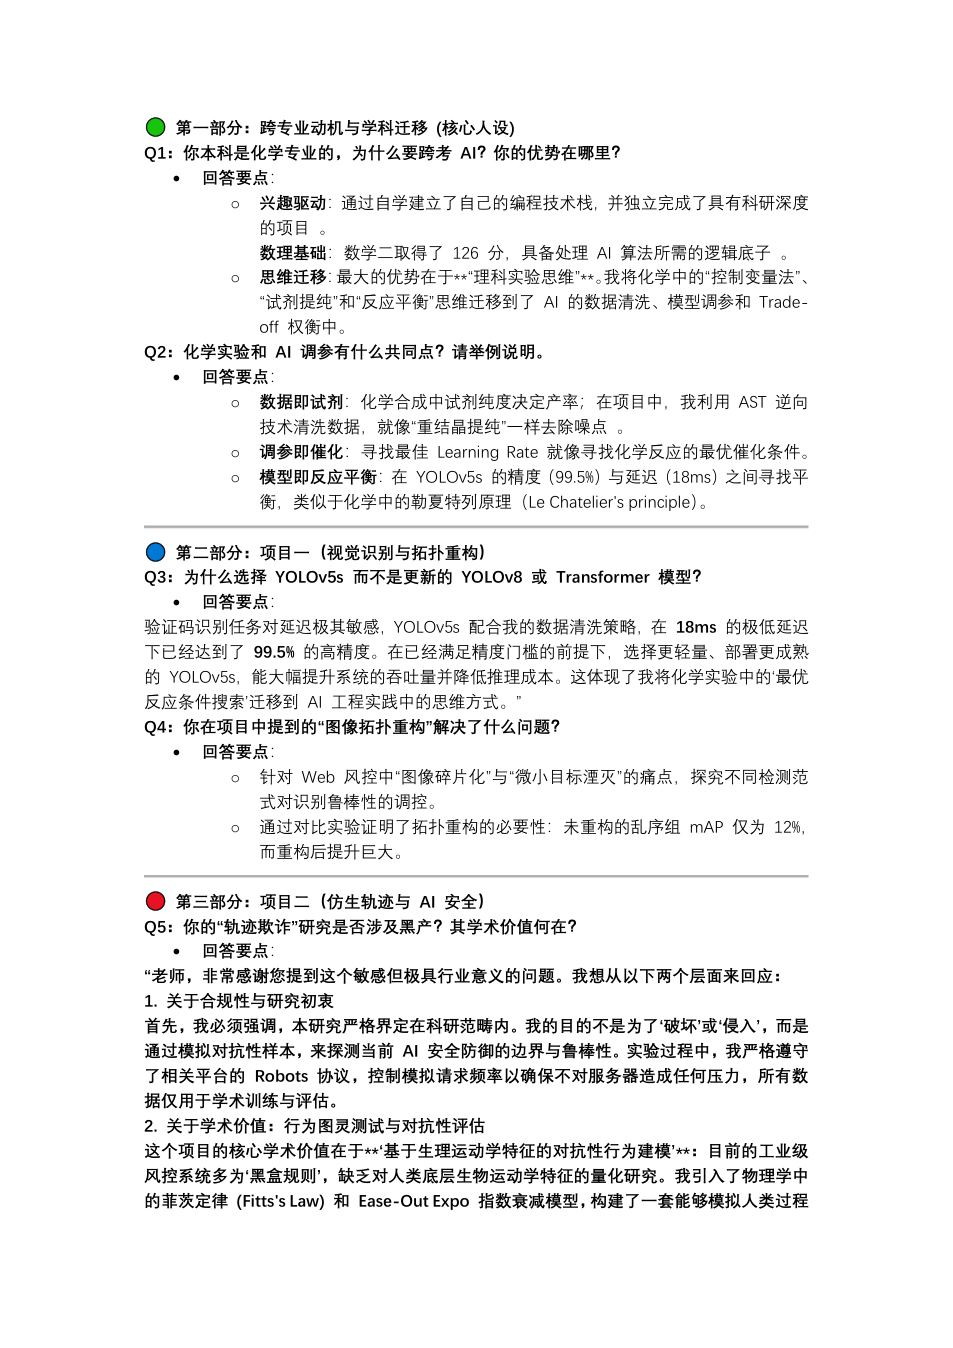 第一部分：跨专业动机与学科迁移 (核心人设)
Q1：你本科是化学专业的，为什么要跨考 AI？你的优势在哪里？
• 回答要点：
○ 兴趣驱动：通过自学建立了自己的编程技术栈，并独立完成了具有科研深度
的项目 。
数理基础：数学二取得了 126 分，具备处理 AI 算法所需的逻辑底子 。
○ 思维迁移：最大的优势在于**“理科实验思维”**。我将化学中的“控制变量法”、
“试剂提纯”和“反应平衡”思维迁移到了 AI 的数据清洗、模型调参和 Trade-
off 权衡中。
Q2：化学实验和 AI 调参有什么共同点？请举例说明。
• 回答要点：
○ 数据即试剂：化学合成中试剂纯度决定产率；在项目中，我利用 AST 逆向
技术清洗数据，就像“重结晶提纯”一样去除噪点 。
○ 调参即催化：寻找最佳 Learning Rate 就像寻找化学反应的最优催化条件。
○ 模型即反应平衡：在 YOLOv5s 的精度（99.5%）与延迟（18ms）之间寻找平
衡，类似于化学中的勒夏特列原理（Le Chatelier's principle）。
第二部分：项目一（视觉识别与拓扑重构）
Q3：为什么选择 YOLOv5s 而不是更新的 YOLOv8 或 Transformer 模型？
• 回答要点：
验证码识别任务对延迟极其敏感，YOLOv5s 配合我的数据清洗策略，在 18ms 的极低延迟
下已经达到了 99.5% 的高精度。在已经满足精度门槛的前提下，选择更轻量、部署更成熟
的 YOLOv5s，能大幅提升系统的吞吐量并降低推理成本。这体现了我将化学实验中的‘最优
反应条件搜索’迁移到 AI 工程实践中的思维方式。”
Q4：你在项目中提到的“图像拓扑重构”解决了什么问题？
• 回答要点：
○ 针对 Web 风控中“图像碎片化”与“微小目标湮灭”的痛点，探究不同检测范
式对识别鲁棒性的调控。
○ 通过对比实验证明了拓扑重构的必要性：未重构的乱序组 mAP 仅为 12%，
而重构后提升巨大。
第三部分：项目二（仿生轨迹与 AI 安全）
Q5：你的“轨迹欺诈”研究是否涉及黑产？其学术价值何在？
• 回答要点：
“老师，非常感谢您提到这个敏感但极具行业意义的问题。我想从以下两个层面来回应：
1. 关于合规性与研究初衷
首先，我必须强调，本研究严格界定在科研范畴内。我的目的不是为了‘破坏’或‘侵入’，而是
通过模拟对抗性样本，来探测当前 AI 安全防御的边界与鲁棒性。实验过程中，我严格遵守
了相关平台的 Robots 协议，控制模拟请求频率以确保不对服务器造成任何压力，所有数
据仅用于学术训练与评估。
2. 关于学术价值：行为图灵测试与对抗性评估
这个项目的核心学术价值在于**‘基于生理运动学特征的对抗性行为建模’**：目前的工业级
风控系统多为‘黑盒规则’，缺乏对人类底层生物运动学特征的量化研究。我引入了物理学中
的菲茨定律 (Fitts's Law) 和 Ease-Out Expo 指数衰减模型，构建了一套能够模拟人类过程